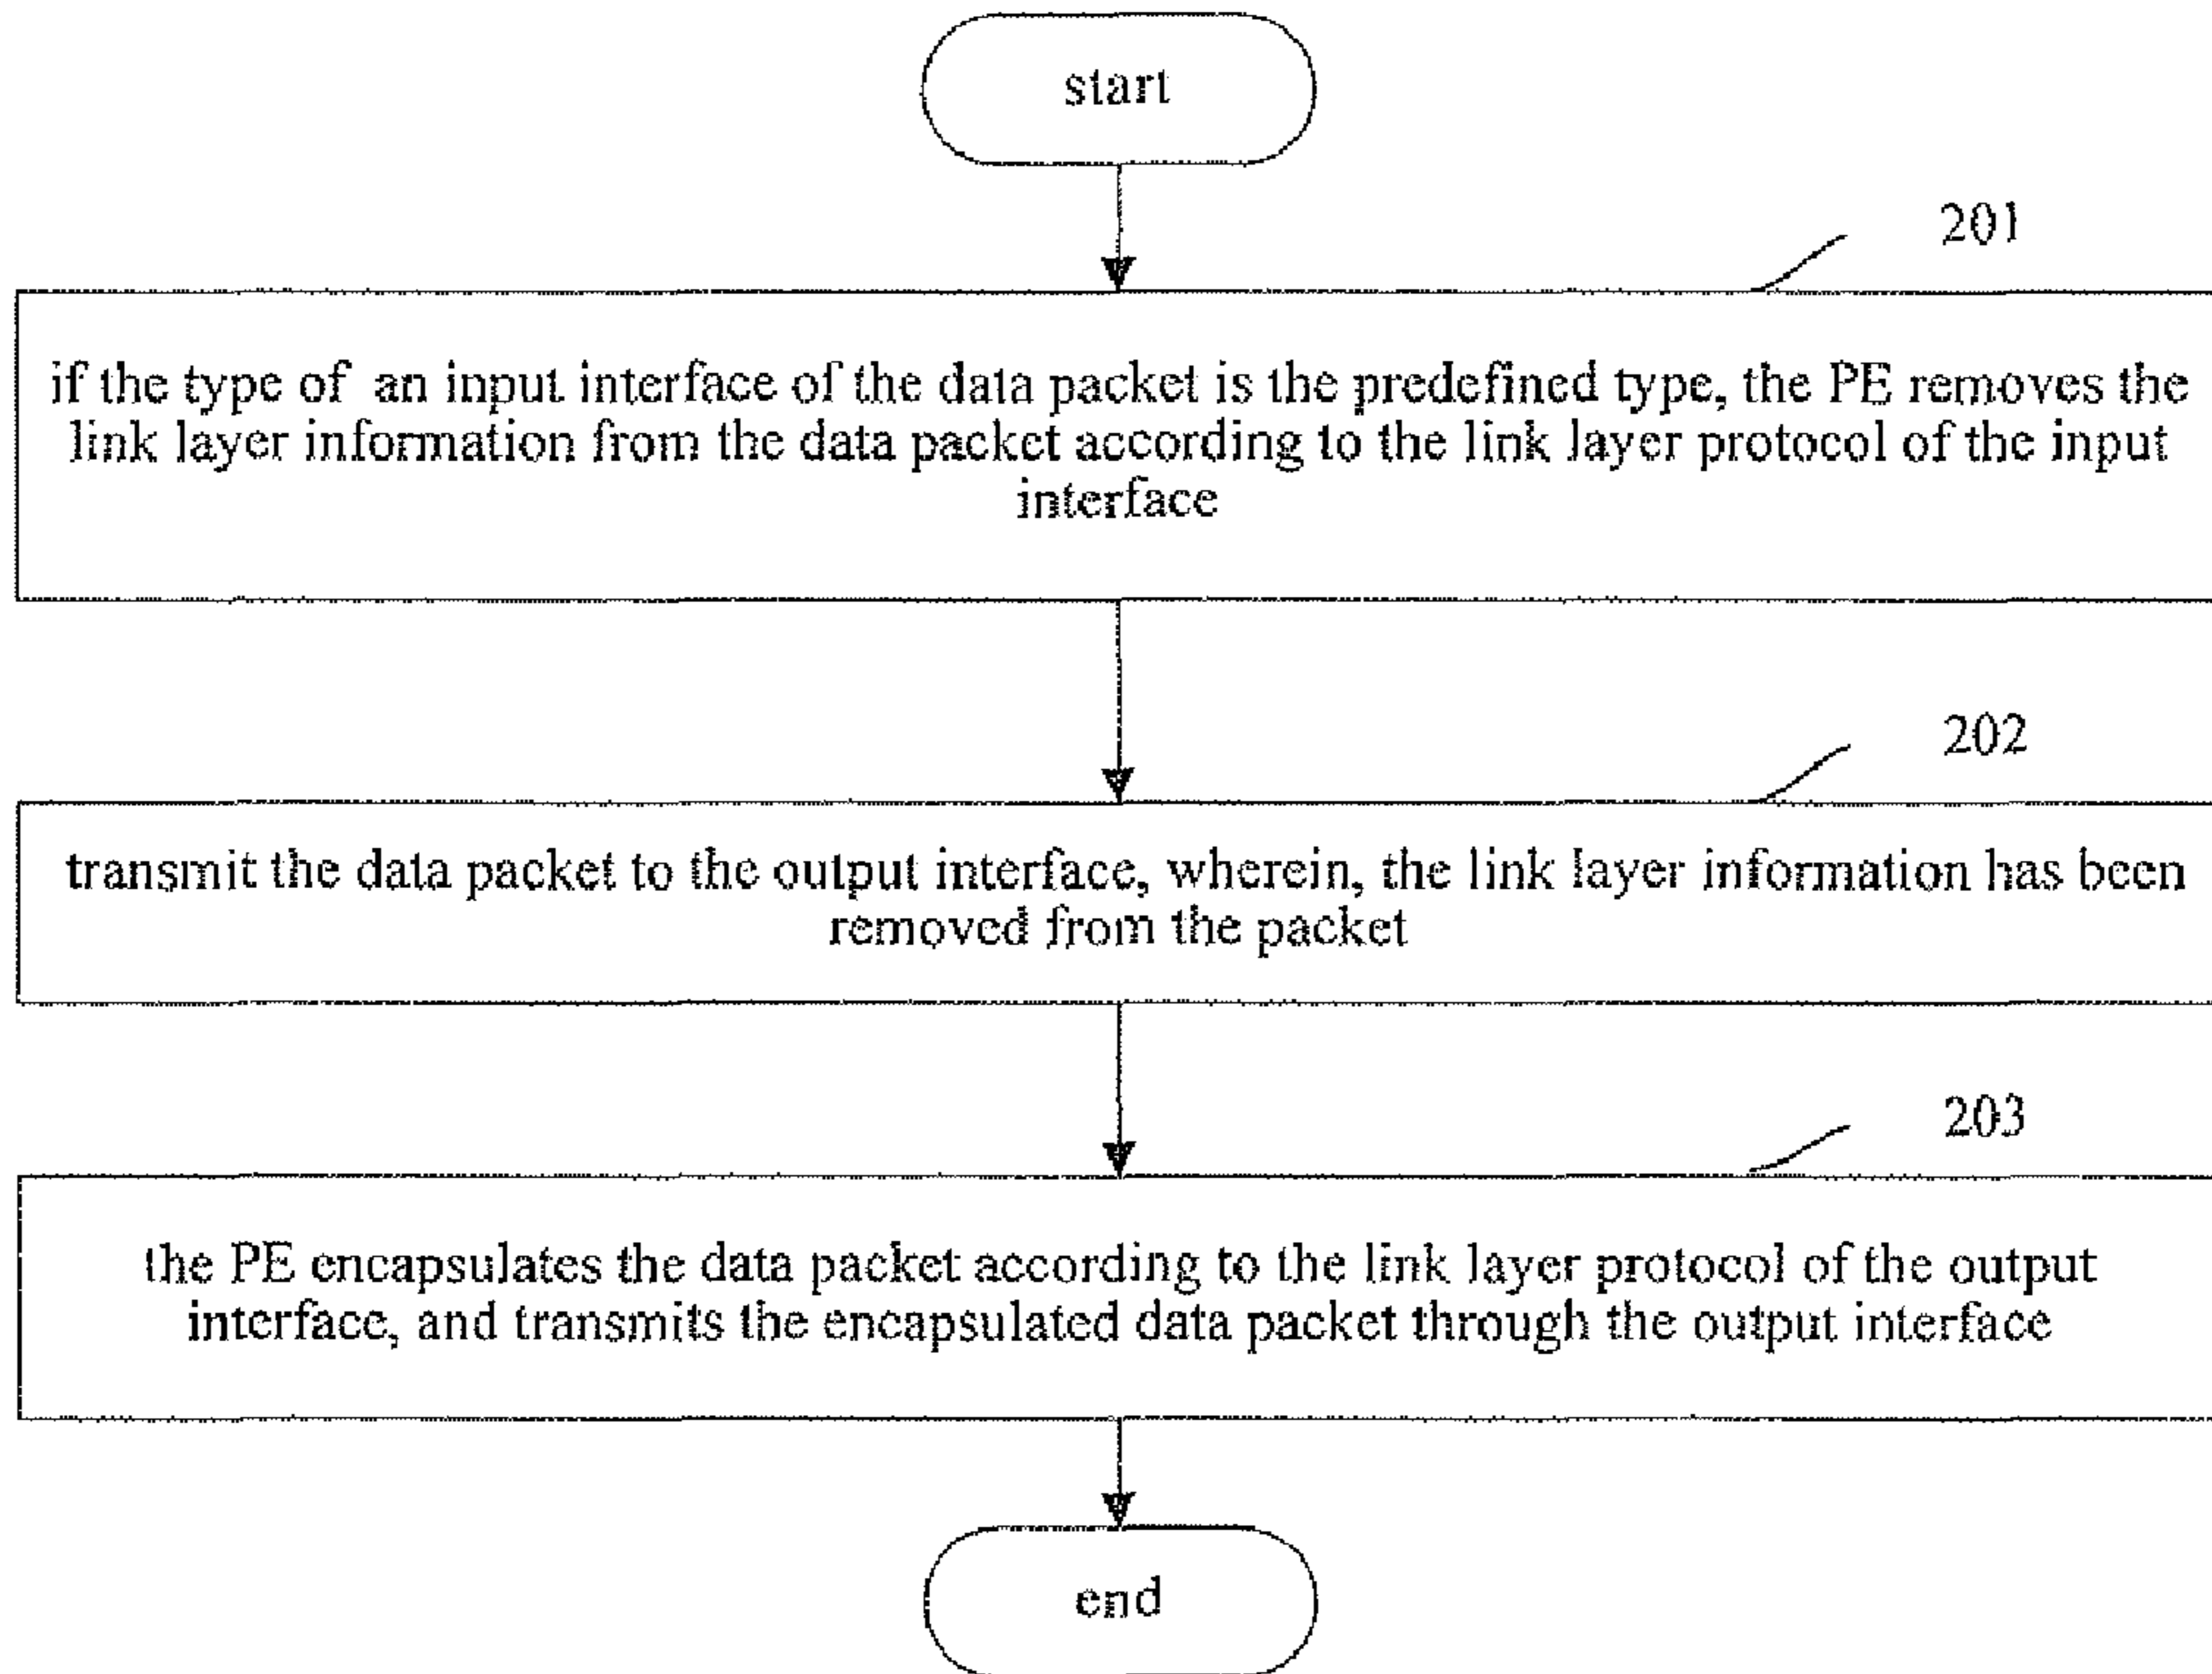 start
201
if the type of an input interface of the data packet is the predefined type, the PE removes the
link layer information from the data packet according to the link layer protocol of the input
interface
202
transmit the data packet to the output interface, wherein, the link layer information has been
removed from the packet
203
the PE encapsulates the data packet according to the link layer protocol of the output
interface, and transmits the encapsulated data packet through the output interface
end